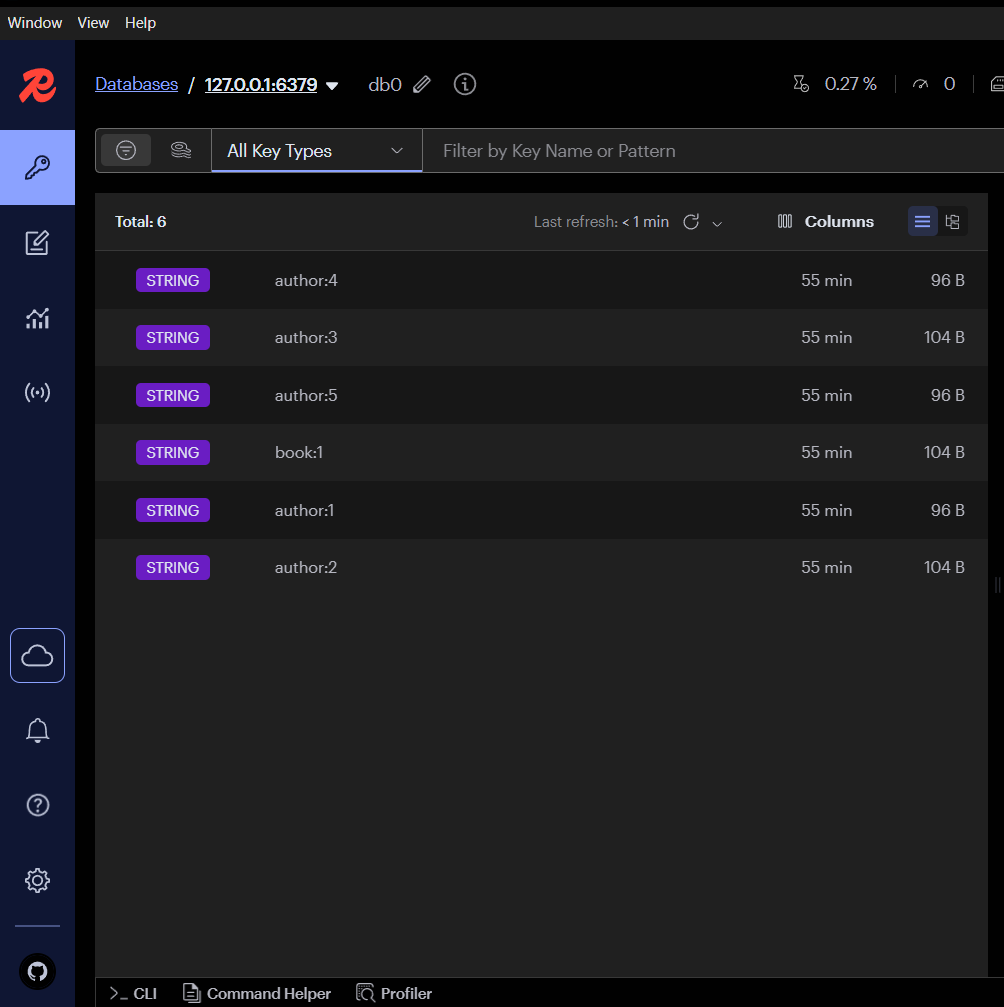 Window View Help
Databases / 127.0.0.1:6379 db0 0.27 % 0
All Key Types Filter by Key Name or Pattern
Total: 6 Last refresh: < 1 min Columns
STRING author:4 55 min 96 B
STRING author:3 55 min 104 B
STRING author:5 55 min 96 B
STRING book:1 55 min 104 B
STRING author:1 55 min 96 B
STRING author:2 55 min 104 B
>_ CLI Command Helper Profiler